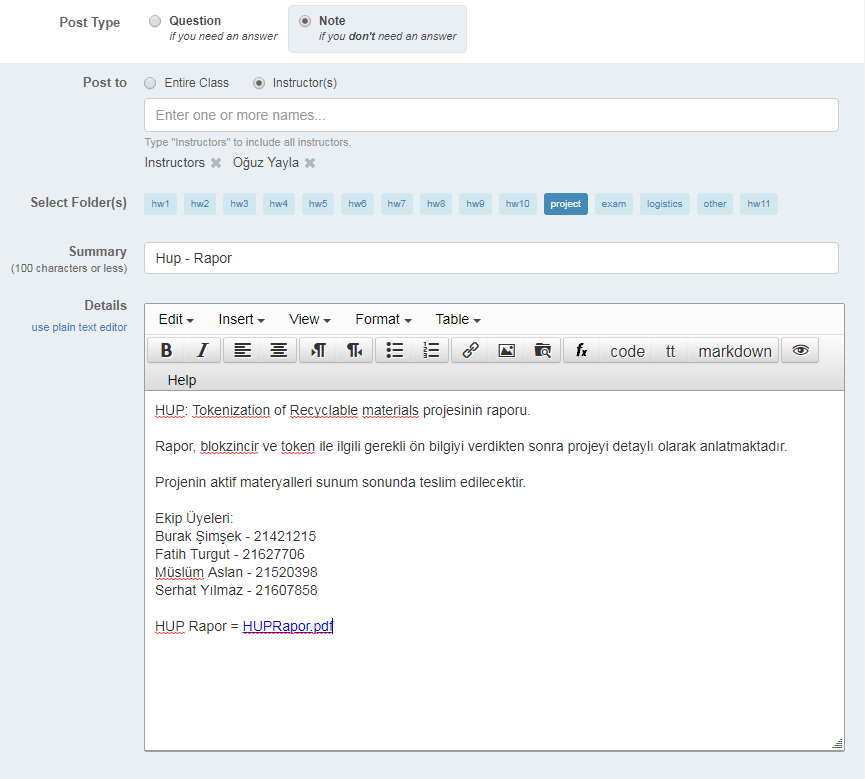 Post Type
Question
if you need an answer
Note
if you don't need an answer
Post to
Entire Class
Instructor(s)
Enter one or more names...
Type "Instructors" to include all instructors.
Instructors ✖ Oğuz Yayla ✖
Select Folder(s)
hw1 hw2 hw3 hw4 hw5 hw6 hw7 hw8 hw9 hw10 project exam logistics other hw11
Summary
(100 characters or less)
Hup - Rapor
Details
use plain text editor
Edit Insert View Format Table
B I fx code tt markdown
Help
HUP: Tokenization of Recyclable materials projesinin raporu.
Rapor, blokzincir ve token ile ilgili gerekli ön bilgiyi verdikten sonra projeyi detaylı olarak anlatmaktadır.
Projenin aktif materyalleri sunum sonunda teslim edilecektir.
Ekip Üyeleri:
Burak Şimşek - 21421215
Fatih Turgut - 21627706
Müslüm Aslan - 21520398
Serhat Yılmaz - 21607858
HUP Rapor = HUPRapor.pdf